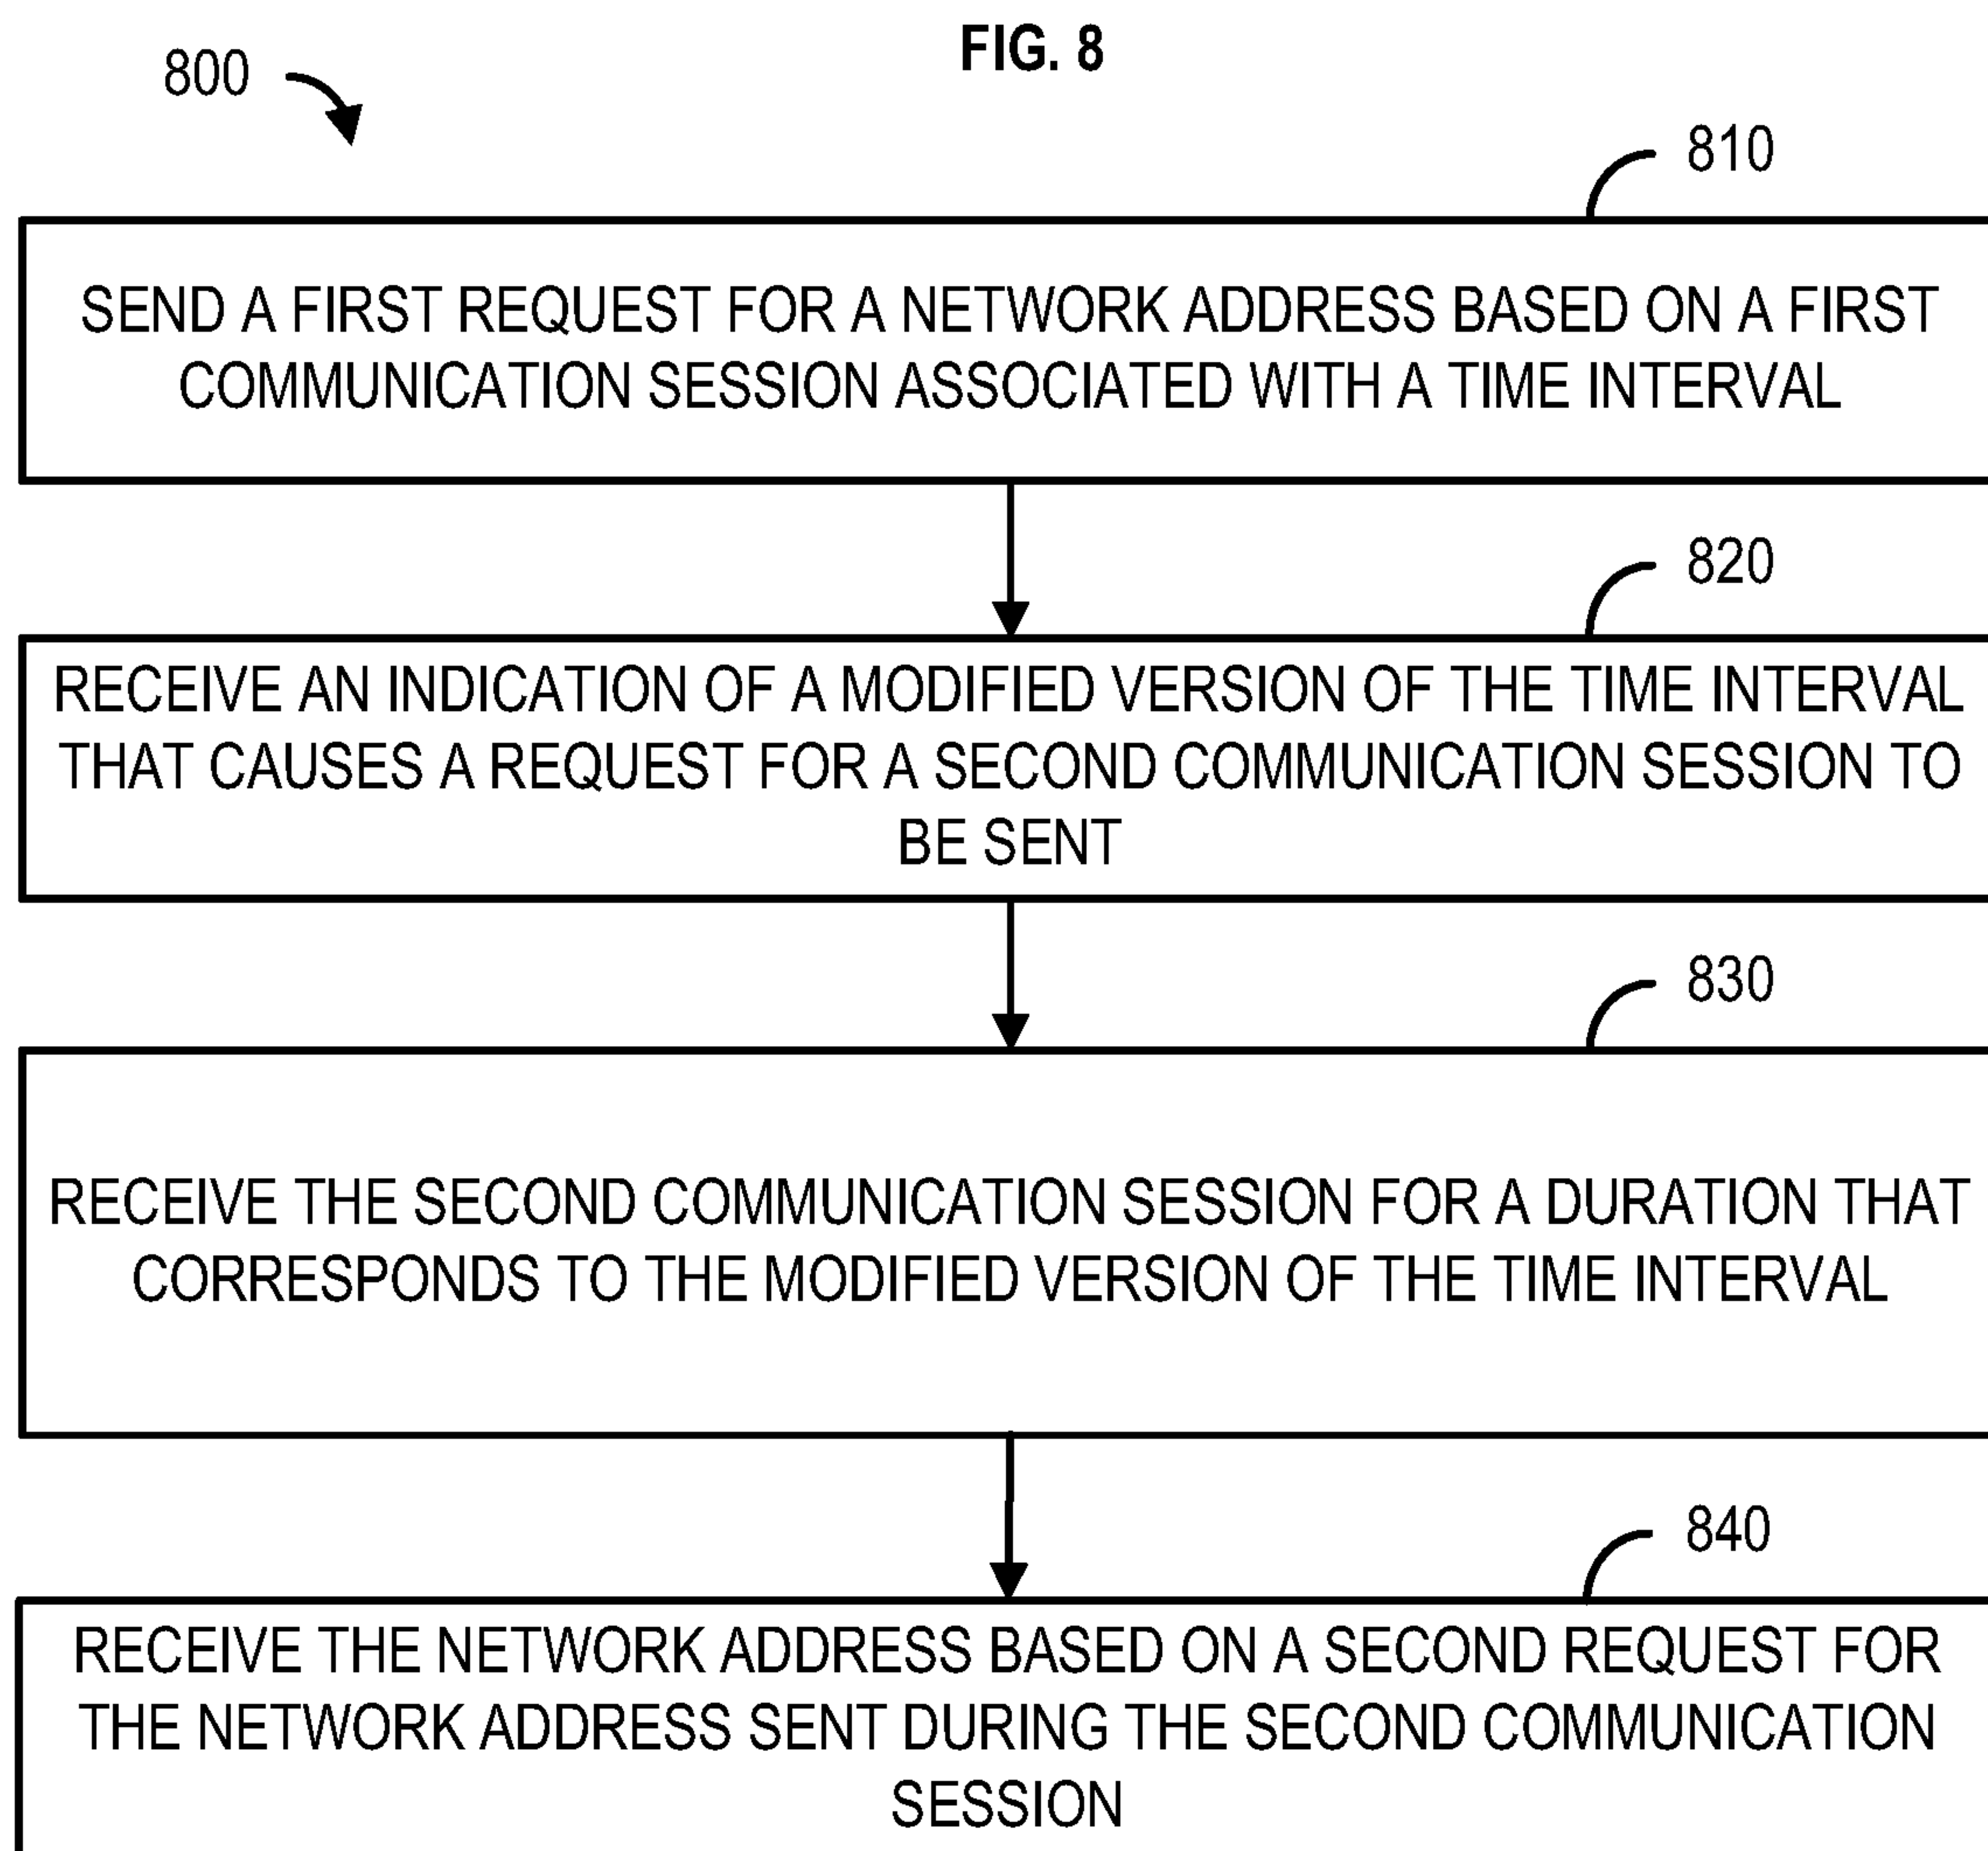 FIG. 8
800
810
SEND A FIRST REQUEST FOR A NETWORK ADDRESS BASED ON A FIRST
COMMUNICATION SESSION ASSOCIATED WITH A TIME INTERVAL
820
RECEIVE AN INDICATION OF A MODIFIED VERSION OF THE TIME INTERVAL
THAT CAUSES A REQUEST FOR A SECOND COMMUNICATION SESSION TO
BE SENT
830
RECEIVE THE SECOND COMMUNICATION SESSION FOR A DURATION THAT
CORRESPONDS TO THE MODIFIED VERSION OF THE TIME INTERVAL
840
RECEIVE THE NETWORK ADDRESS BASED ON A SECOND REQUEST FOR
THE NETWORK ADDRESS SENT DURING THE SECOND COMMUNICATION
SESSION